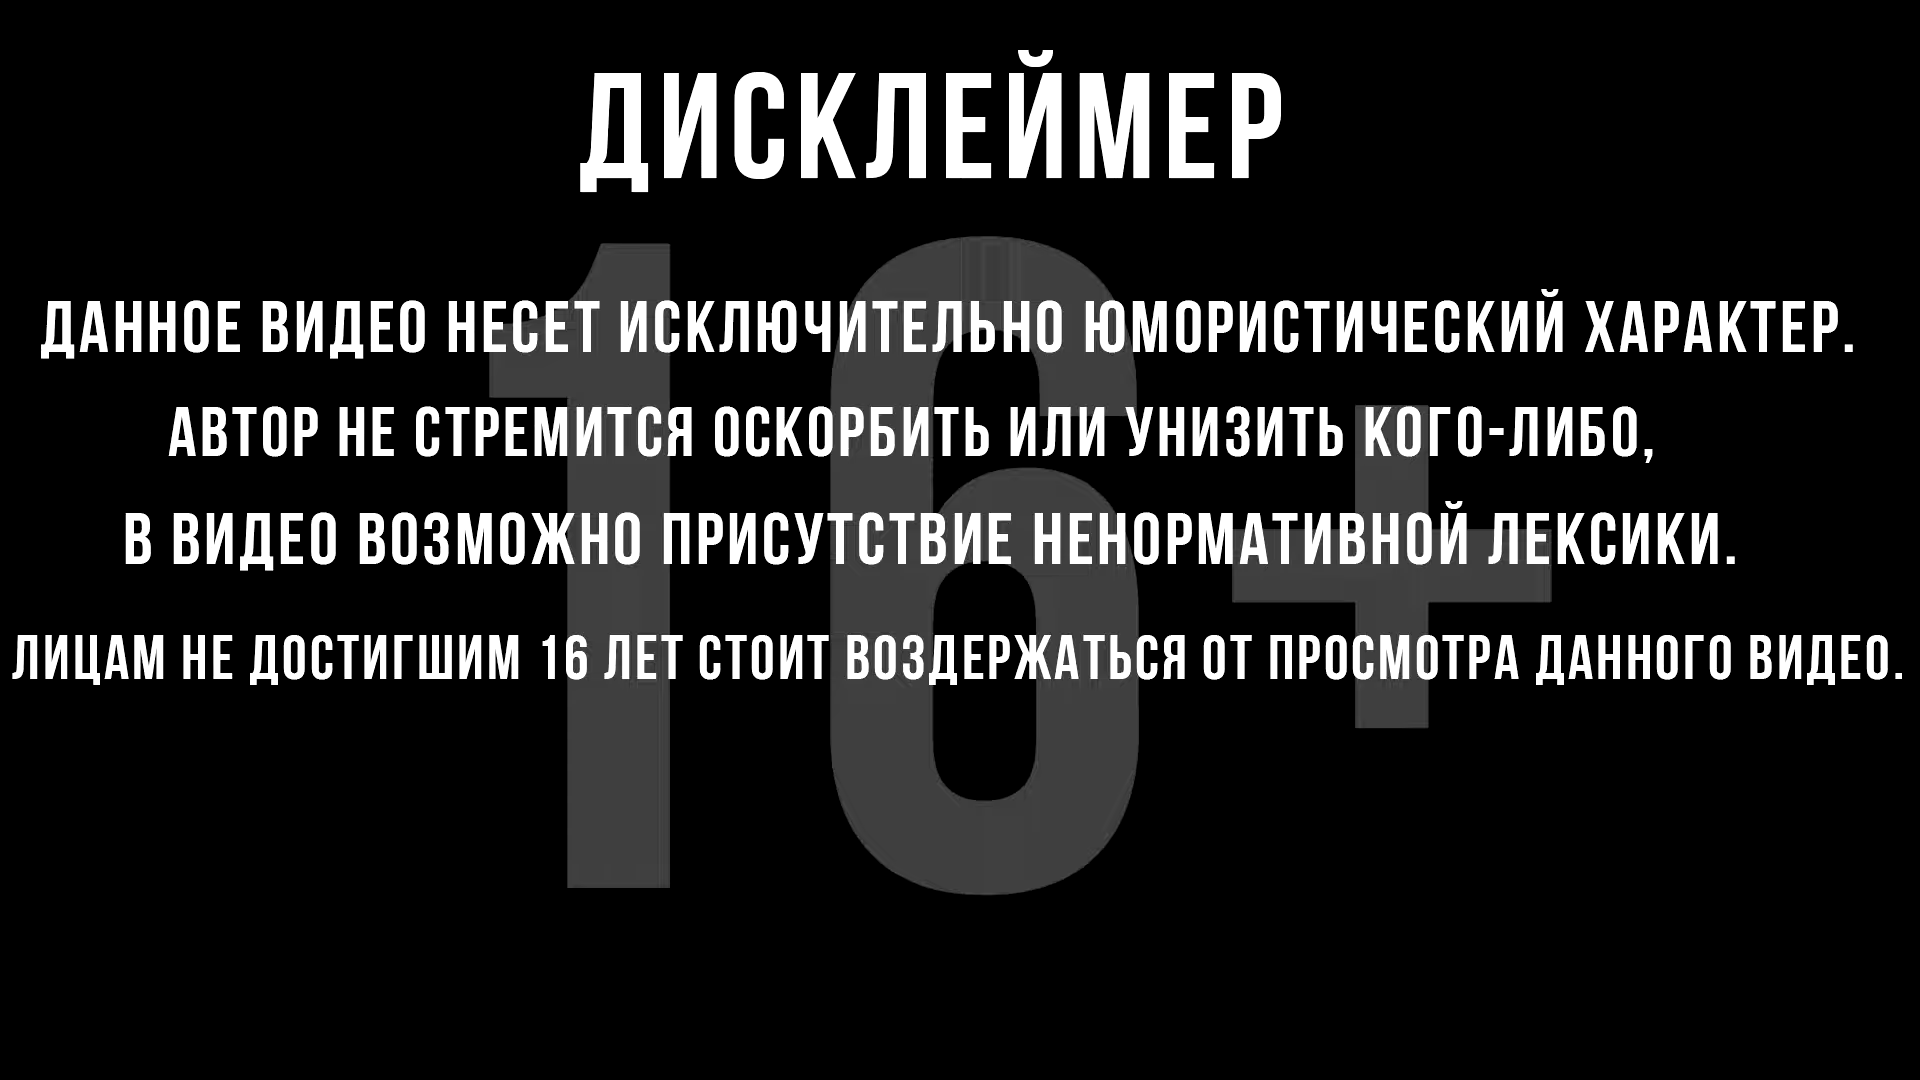 ДИСКЛЕЙМЕР
16+
ДАННОЕ ВИДЕО НЕСЕТ ИСКЛЮЧИТЕЛЬНО ЮМОРИСТИЧЕСКИЙ ХАРАКТЕР.
АВТОР НЕ СТРЕМИТСЯ ОСКОРБИТЬ ИЛИ УНИЗИТЬ КОГО-ЛИБО,
В ВИДЕО ВОЗМОЖНО ПРИСУТСТВИЕ НЕНОРМАТИВНОЙ ЛЕКСИКИ.
ЛИЦАМ НЕ ДОСТИГШИМ 16 ЛЕТ СТОИТ ВОЗДЕРЖАТЬСЯ ОТ ПРОСМОТРА ДАННОГО ВИДЕО.